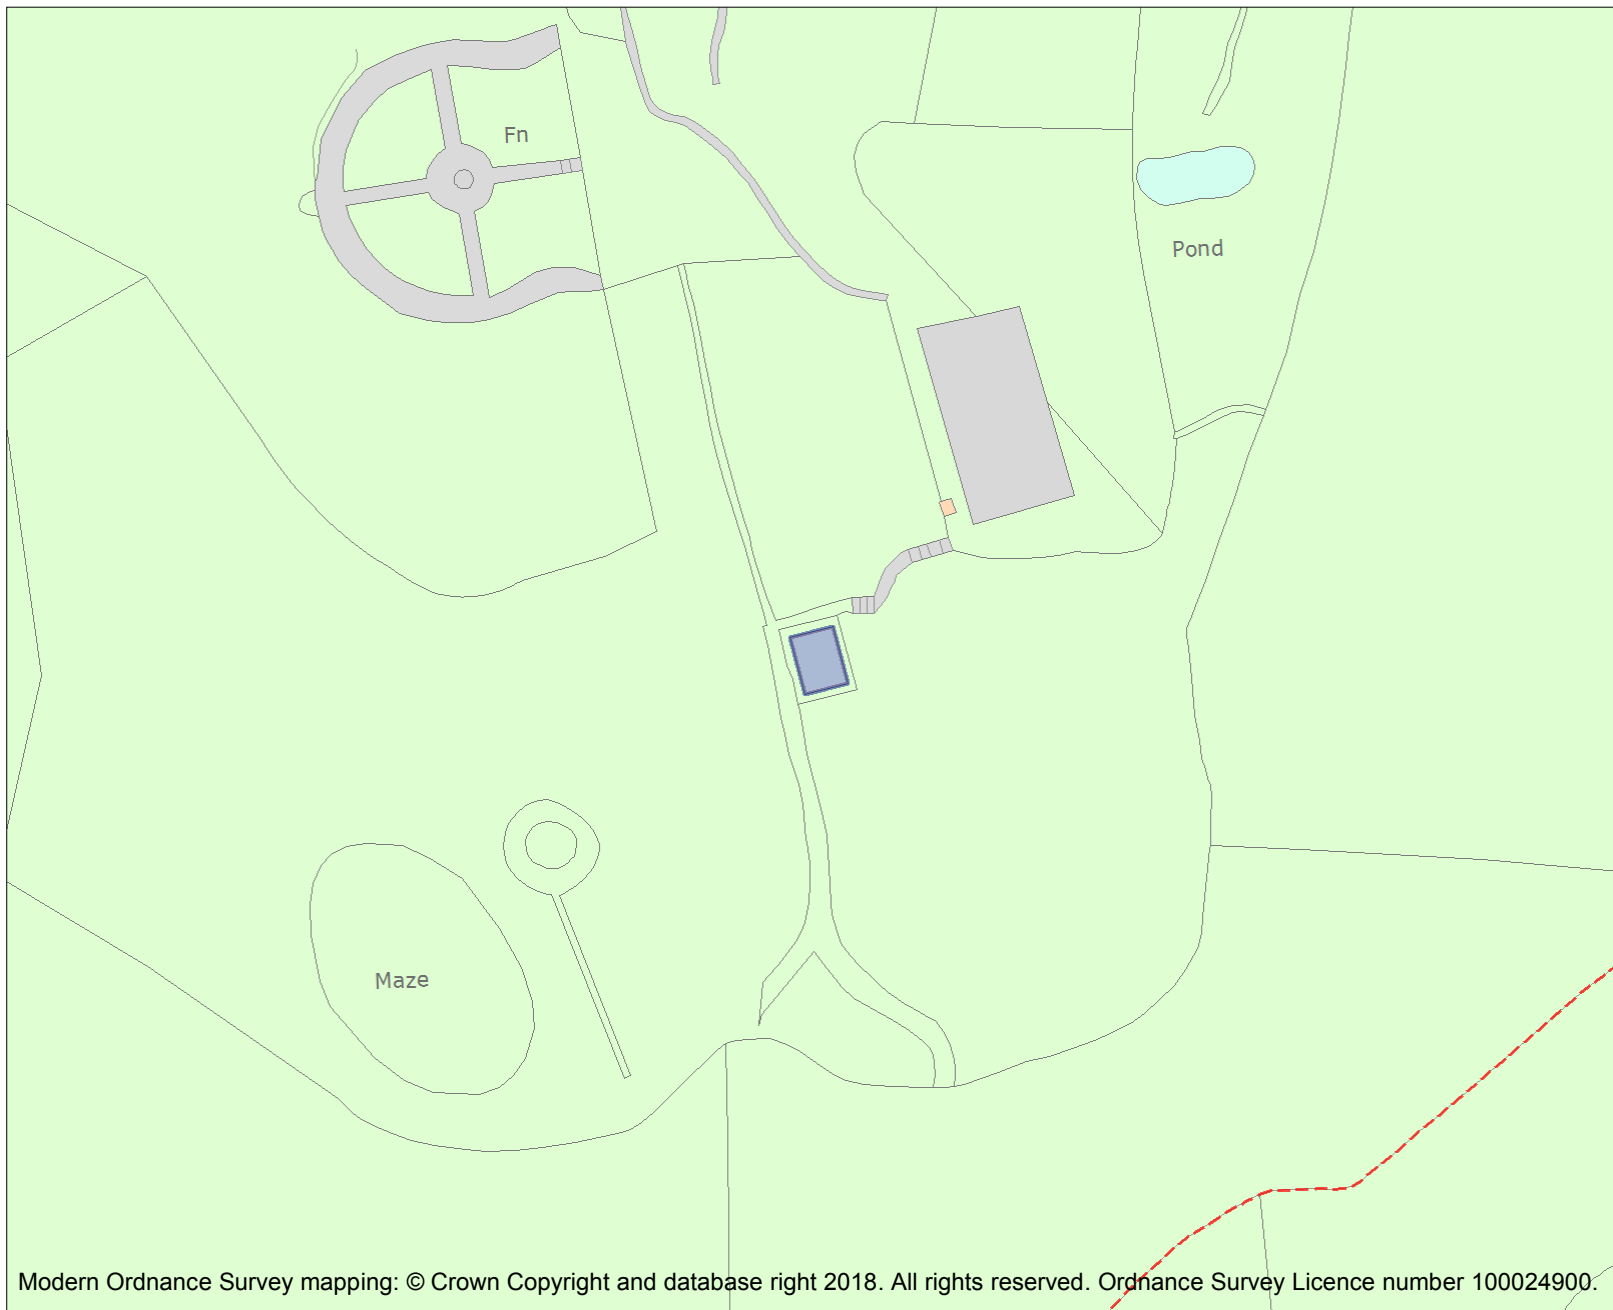 Fn
Pond
Maze
Modern Ordnance Survey mapping: © Crown Copyright and database right 2018. All rights reserved. Ordnance Survey Licence number 100024900.